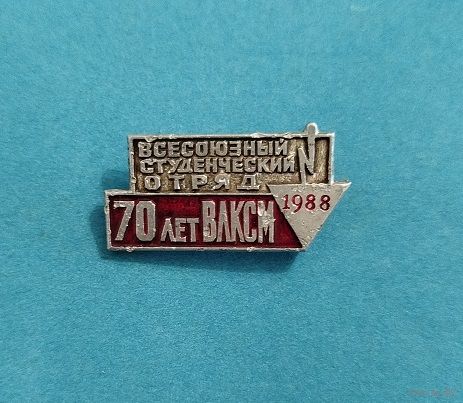 ВСЕСОЮЗНЫЙ
СТУДЕНЧЕСКИЙ
ОТРЯД
70 ЛЕТ ВЛКСМ
1988